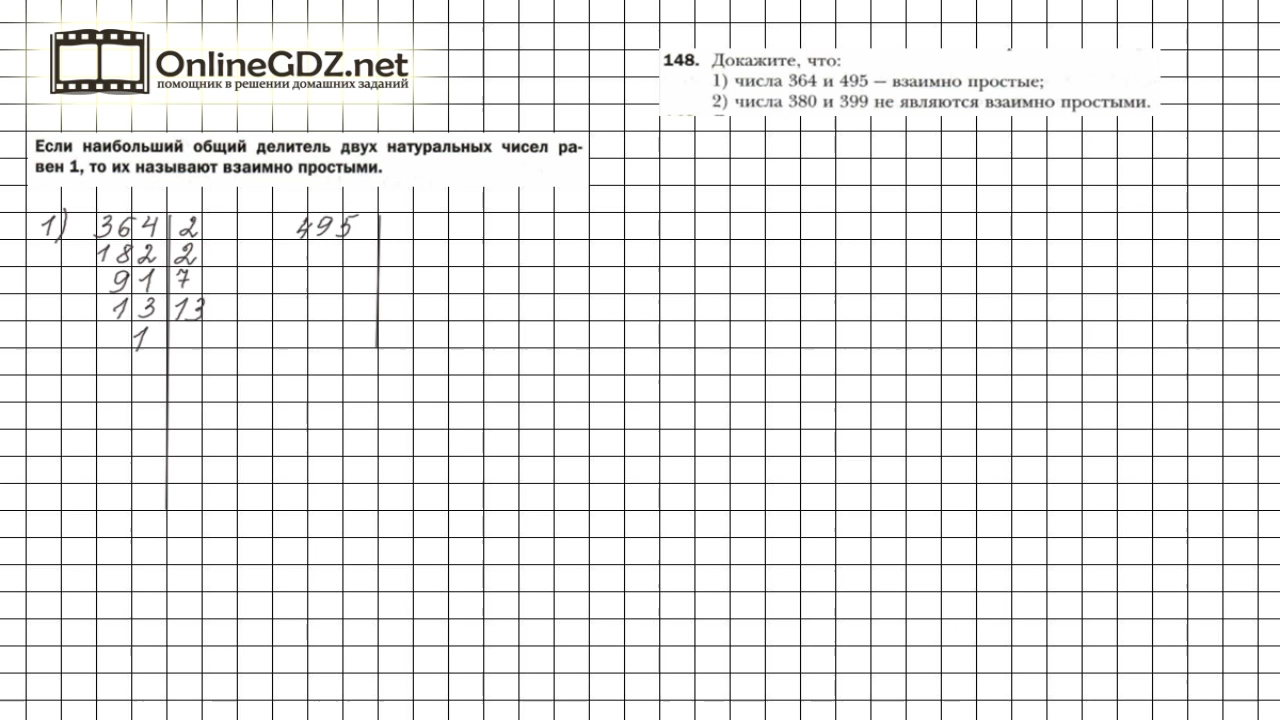 OnlineGDZ.net
помощник в решении домашних заданий
148. Докажите, что:
1) числа 364 и 495 — взаимно простые;
2) числа 380 и 399 не являются взаимно простыми.
Если наибольший общий делитель двух натуральных чисел ра-
вен 1, то их называют взаимно простыми.
1) 364 | 2 495 |
182 | 2
91 | 7
13 | 13
1